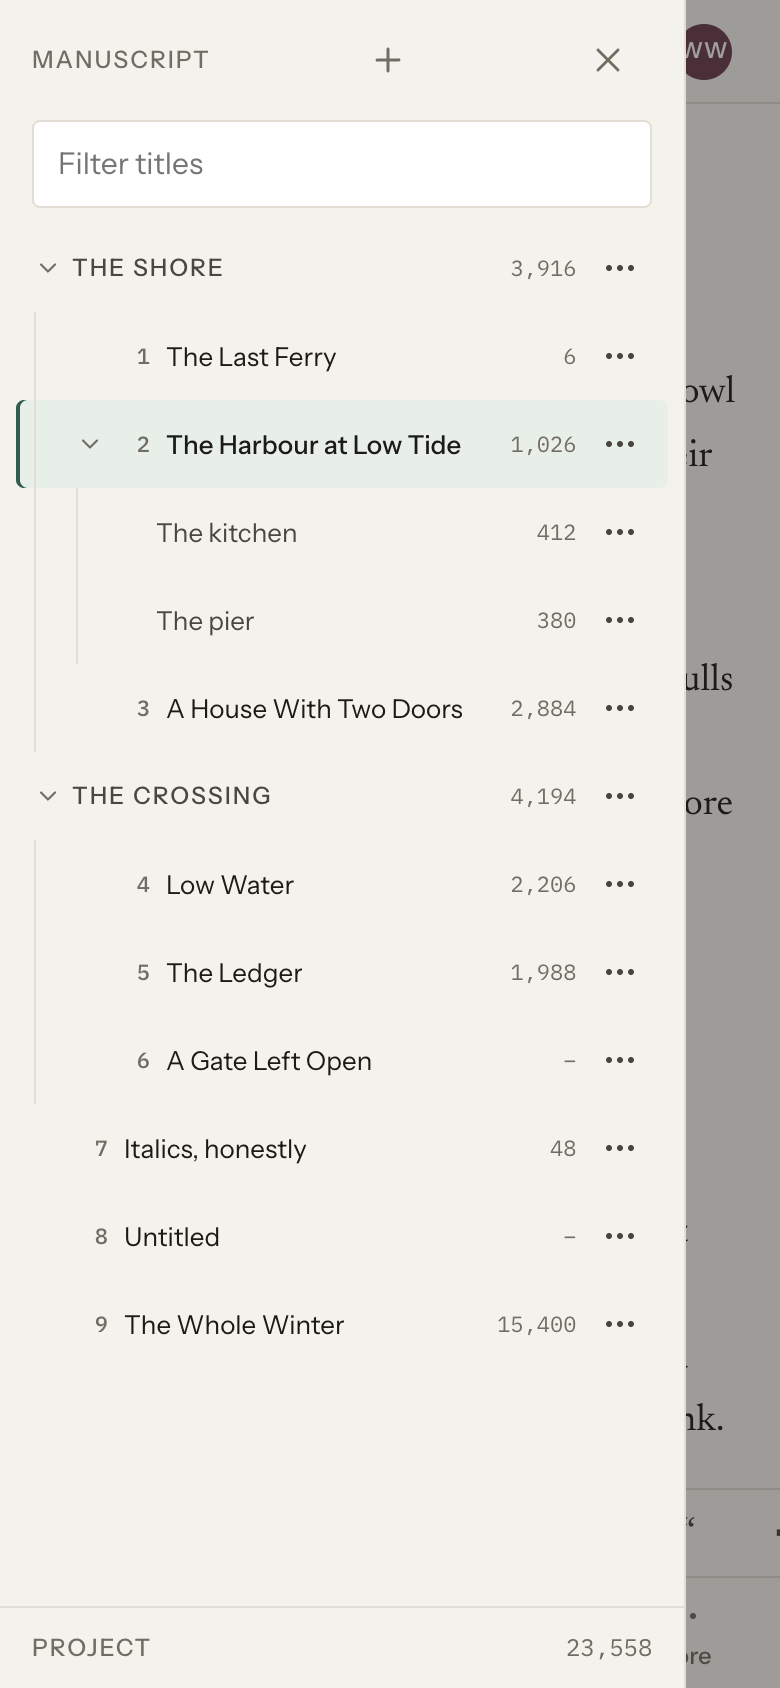 MANUSCRIPT
WW
Filter titles
THE SHORE 3,916
1 The Last Ferry 6
2 The Harbour at Low Tide 1,026
The kitchen 412
The pier 380
3 A House With Two Doors 2,884
THE CROSSING 4,194
4 Low Water 2,206
5 The Ledger 1,988
6 A Gate Left Open –
7 Italics, honestly 48
8 Untitled –
9 The Whole Winter 15,400
PROJECT 23,558